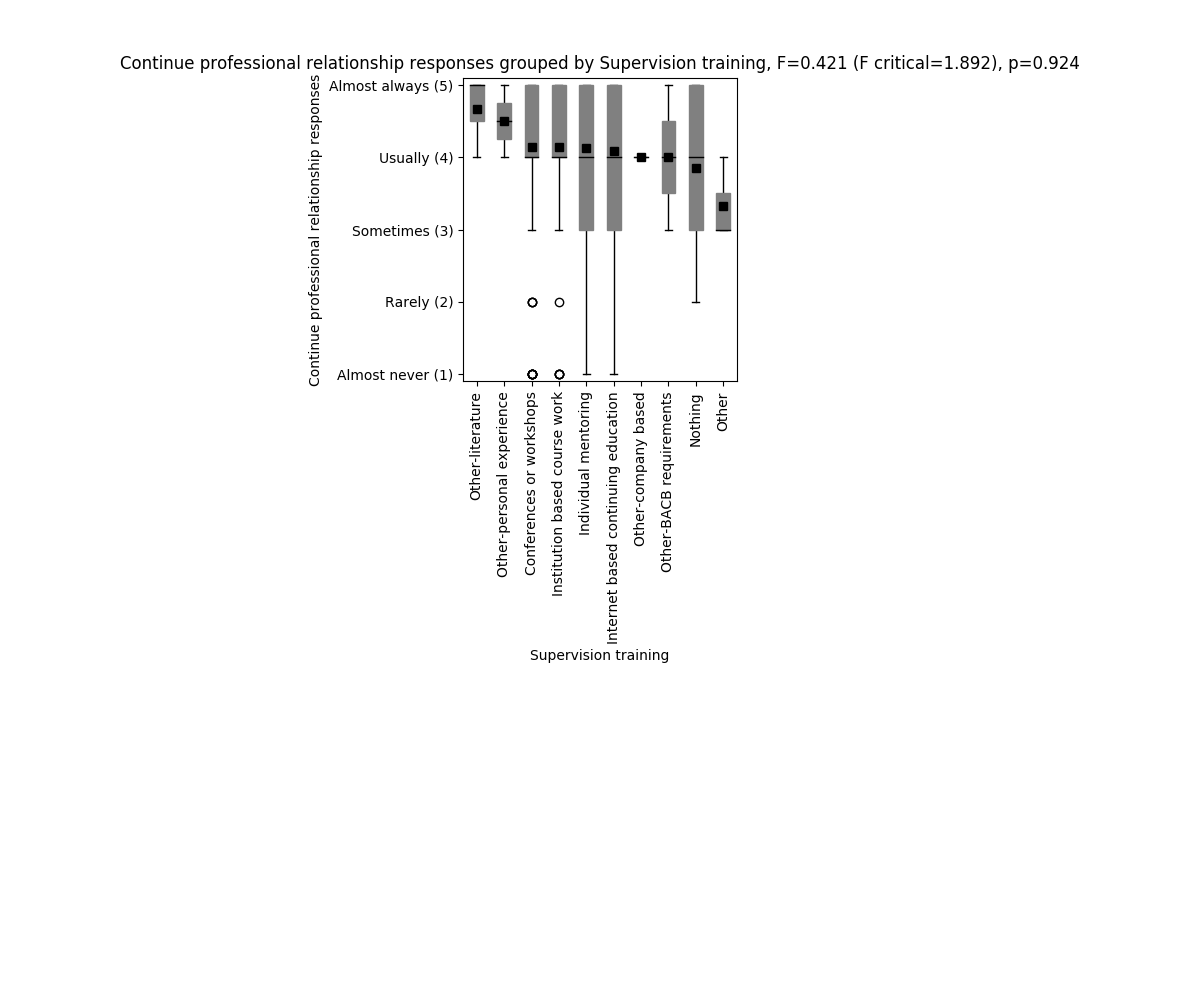 Continue professional relationship responses grouped by Supervision training, F=0.421 (F critical=1.892), p=0.924
Continue professional relationship responses
Almost always (5)
Usually (4)
Sometimes (3)
Rarely (2)
Almost never (1)
Other-literature
Other-personal experience
Conferences or workshops
Institution based course work
Individual mentoring
Internet based continuing education
Other-company based
Other-BACB requirements
Nothing
Other
Supervision training